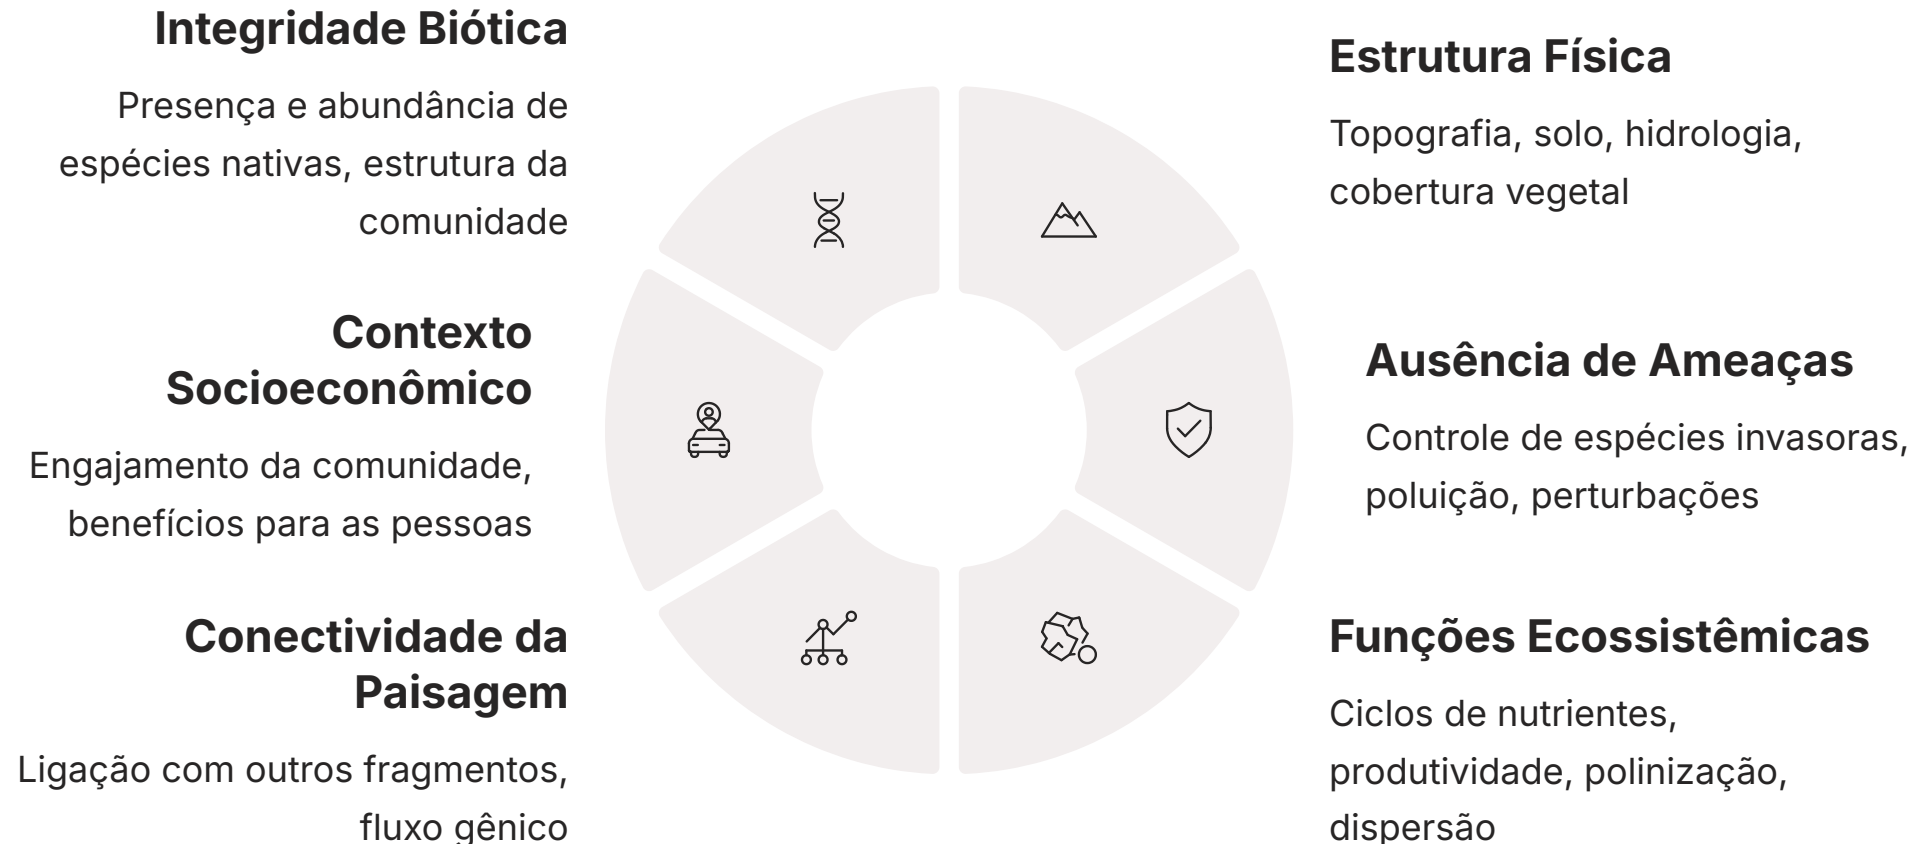 Integridade Biótica
Presença e abundância de
espécies nativas, estrutura da
comunidade
Estrutura Física
Topografia, solo, hidrologia,
cobertura vegetal
Contexto
Socioeconômico
Engajamento da comunidade,
benefícios para as pessoas
Ausência de Ameaças
Controle de espécies invasoras,
poluição, perturbações
Conectividade da
Paisagem
Ligação com outros fragmentos,
fluxo gênico
Funções Ecossistêmicas
Ciclos de nutrientes,
produtividade, polinização,
dispersão